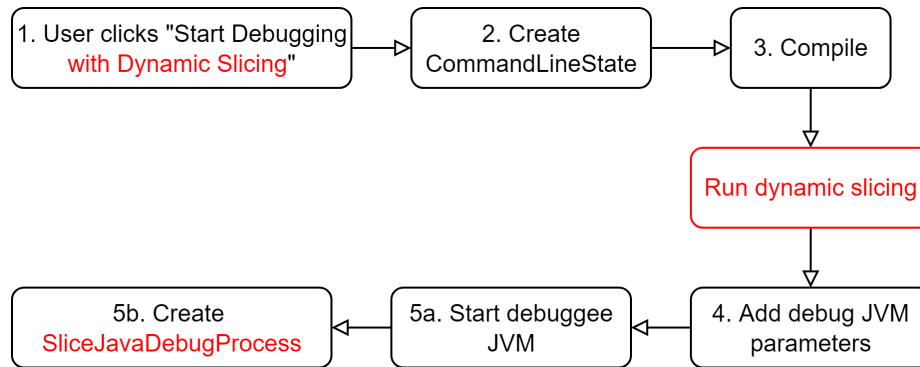 1. User clicks "Start Debugging
with Dynamic Slicing"
2. Create
CommandLineState
3. Compile
Run dynamic slicing
4. Add debug JVM
parameters
5a. Start debuggee
JVM
5b. Create
SliceJavaDebugProcess